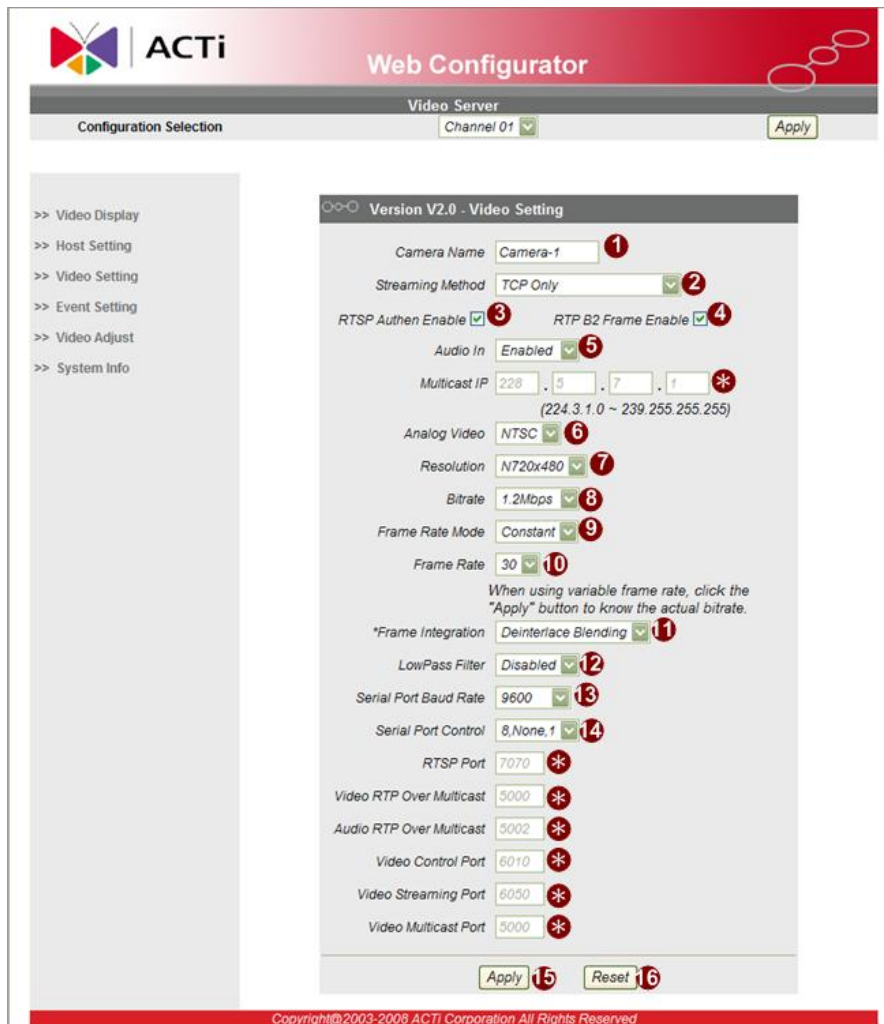 ACTi
Web Configurator
Video Server
Configuration Selection Channel 01 Apply
>> Video Display
>> Host Setting
>> Video Setting
>> Event Setting
>> Video Adjust
>> System Info
Version V2.0 - Video Setting
Camera Name Camera-1 1
Streaming Method TCP Only 2
RTSP Authen Enable 3 RTP B2 Frame Enable 4
Audio In Enabled 5
Multicast IP 228 . 5 . 7 . 1 *
(224.3.1.0 ~ 239.255.255.255)
Analog Video NTSC 6
Resolution N720x480 7
Bitrate 1.2Mbps 8
Frame Rate Mode Constant 9
Frame Rate 30 10
When using variable frame rate, click the
"Apply" button to know the actual bitrate.
*Frame Integration Deinterlace Blending 11
LowPass Filter Disabled 12
Serial Port Baud Rate 9600 13
Serial Port Control 8,None,1 14
RTSP Port 7070 *
Video RTP Over Multicast 5000 *
Audio RTP Over Multicast 5002 *
Video Control Port 6010 *
Video Streaming Port 6050 *
Video Multicast Port 5000 *
Apply 15 Reset 16
Copyright@2003-2008 ACTi Corporation All Rights Reserved